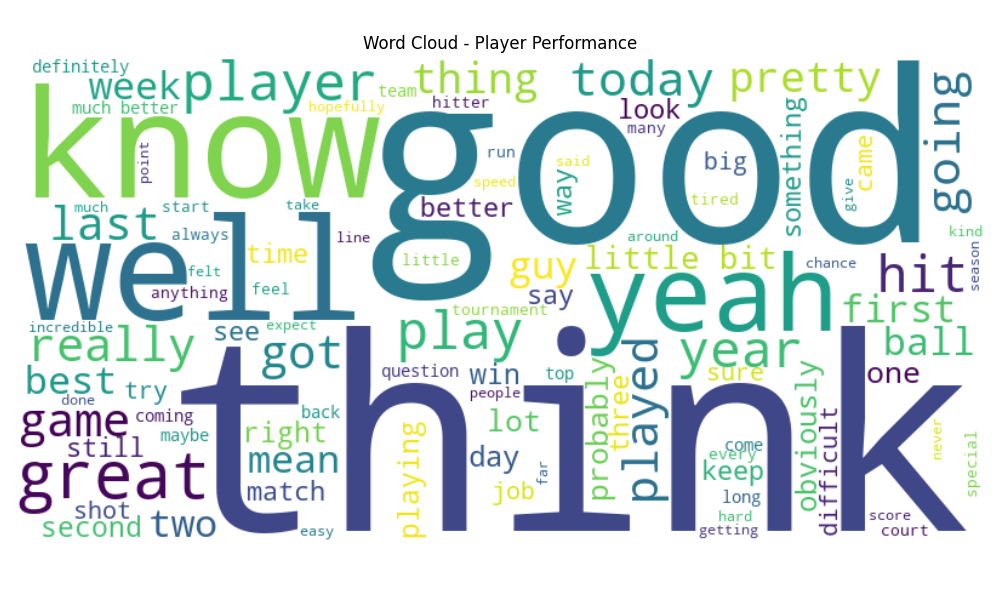 Word Cloud - Player Performance
definitely
week
player
team
thing
today
pretty
going
much better
hopefully
hitter
look
many
something
know
good
point
run
said
big
came
speed
way
tired
give
much
start
take
better
last
always
line
around
kind
well
time
little
guy
little bit
chance
hit
season
felt
anything
feel
say
yeah
first
tournament
incredible
see
expect
play
really
got
year
ball
best
try
question
win
top
sure
one
done
people
probably
three
played
obviously
think
game
coming
back
lot
still
maybe
right
playing
day
far
come
every
keep
difficult
never
special
great
mean
match
job
long
shot
second
two
easy
hard
getting
score
court